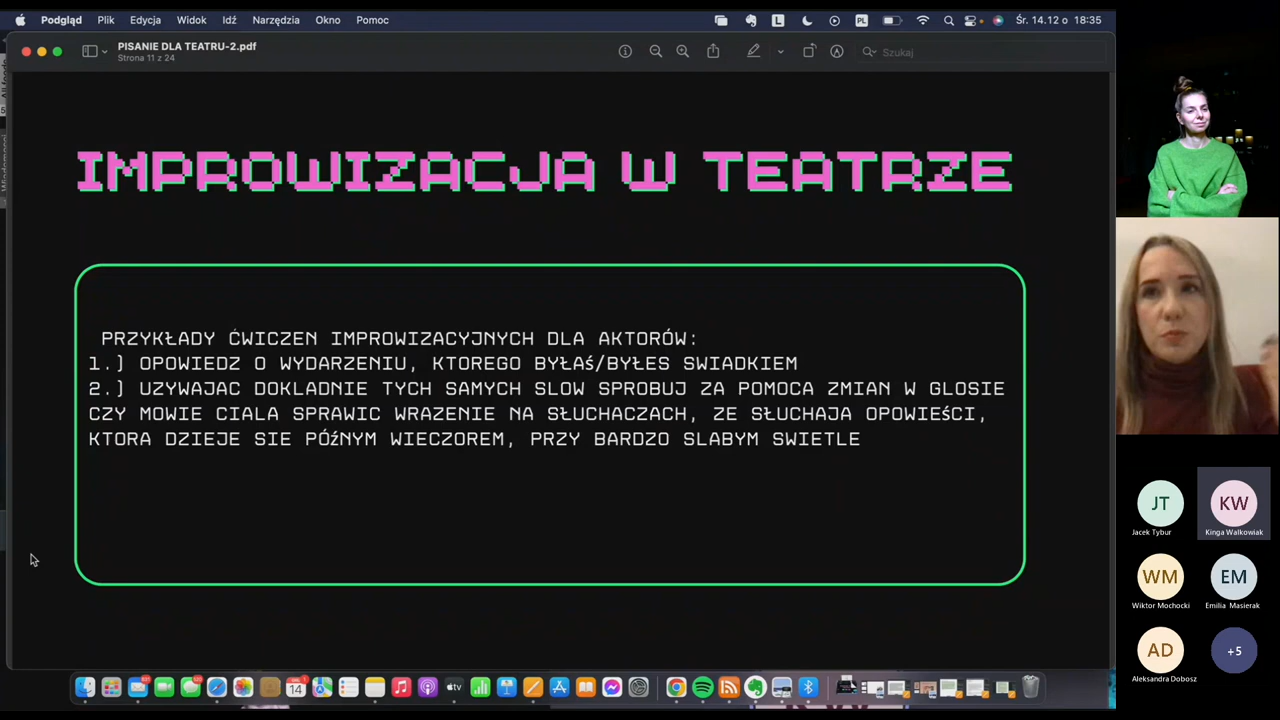 Podgląd Plik Edycja Widok Idź Narzędzia Okno Pomoc Śr. 14.12 o 18:35
PISANIE DLA TEATRU-2.pdf
Strona 11 z 24
Szukaj
IMPROWIZACJA W TEATRZE
PRZYKŁADY ĆWICZEN IMPROWIZACYJNYCH DLA AKTORÓW:
1.) OPOWIEDZ O WYDARZENIU, KTOREGO BYŁAŚ/BYŁES SWIADKIEM
2.) UZYWAJAC DOKLADNIE TYCH SAMYCH SLOW SPROBUJ ZA POMOCA ZMIAN W GLOSIE
CZY MOWIE CIALA SPRAWIC WRAZENIE NA SŁUCHACZACH, ZE SŁUCHAJA OPOWIEŚCI,
KTORA DZIEJE SIE PÓŹNYM WIECZOREM, PRZY BARDZO SLABYM SWIETLE
JT KW
Jacek Tybur Kinga Walkowiak
WM EM
Wiktor Mochocki Emilia Masierak
AD +5
Aleksandra Dobosz